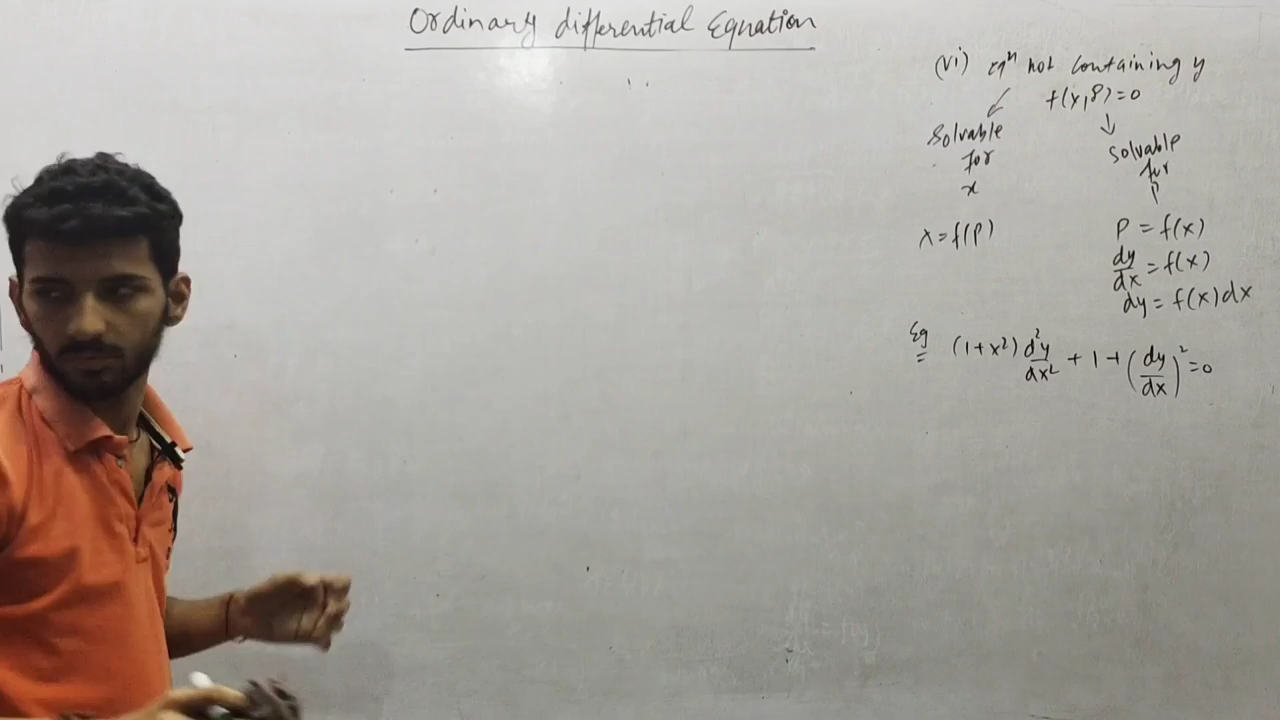 Ordinary differential Equation
(vi) eqⁿ not containing y
f(x,P)=0
Solvable for x
Solvable for P
x=f(P)
P = f(x)
dy/dx = f(x)
dy = f(x)dx
Eg (1+x²) d²y/dx² + 1 + (dy/dx)² = 0